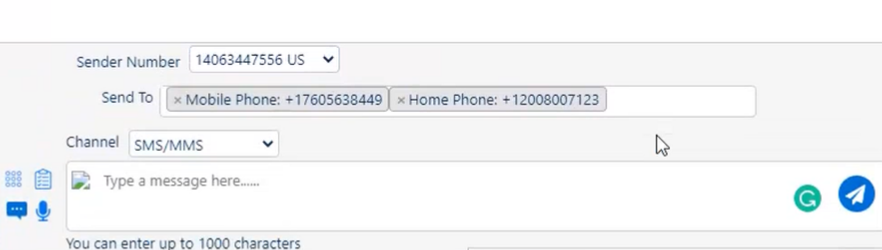 Sender Number 14063447556 US
Send To × Mobile Phone: +17605638449 × Home Phone: +12008007123
Channel SMS/MMS
Type a message here......
You can enter up to 1000 characters